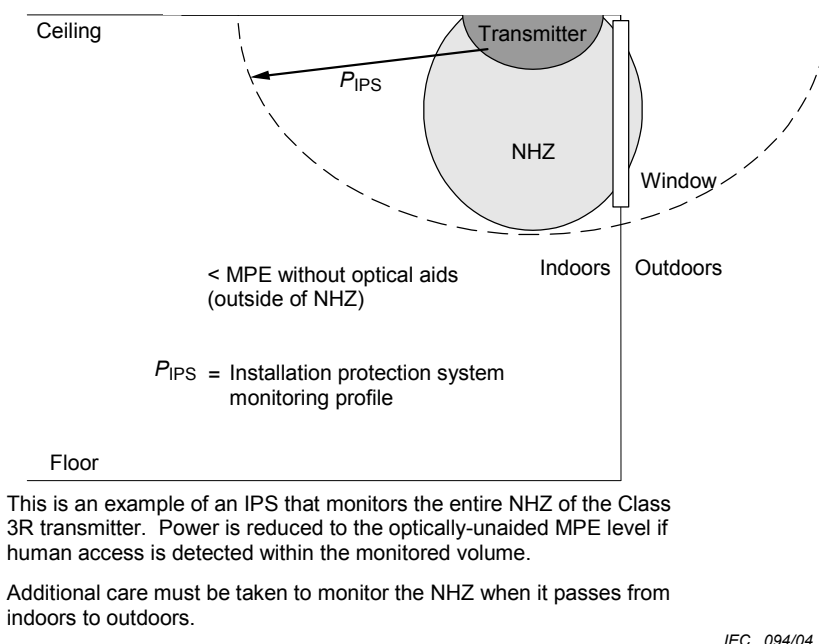 Ceiling
Transmitter
PIPS
NHZ
Window
< MPE without optical aids
(outside of NHZ)
Indoors
Outdoors
PIPS = Installation protection system
monitoring profile
Floor
This is an example of an IPS that monitors the entire NHZ of the Class
3R transmitter. Power is reduced to the optically-unaided MPE level if
human access is detected within the monitored volume.
Additional care must be taken to monitor the NHZ when it passes from
indoors to outdoors.
IEC 094/04